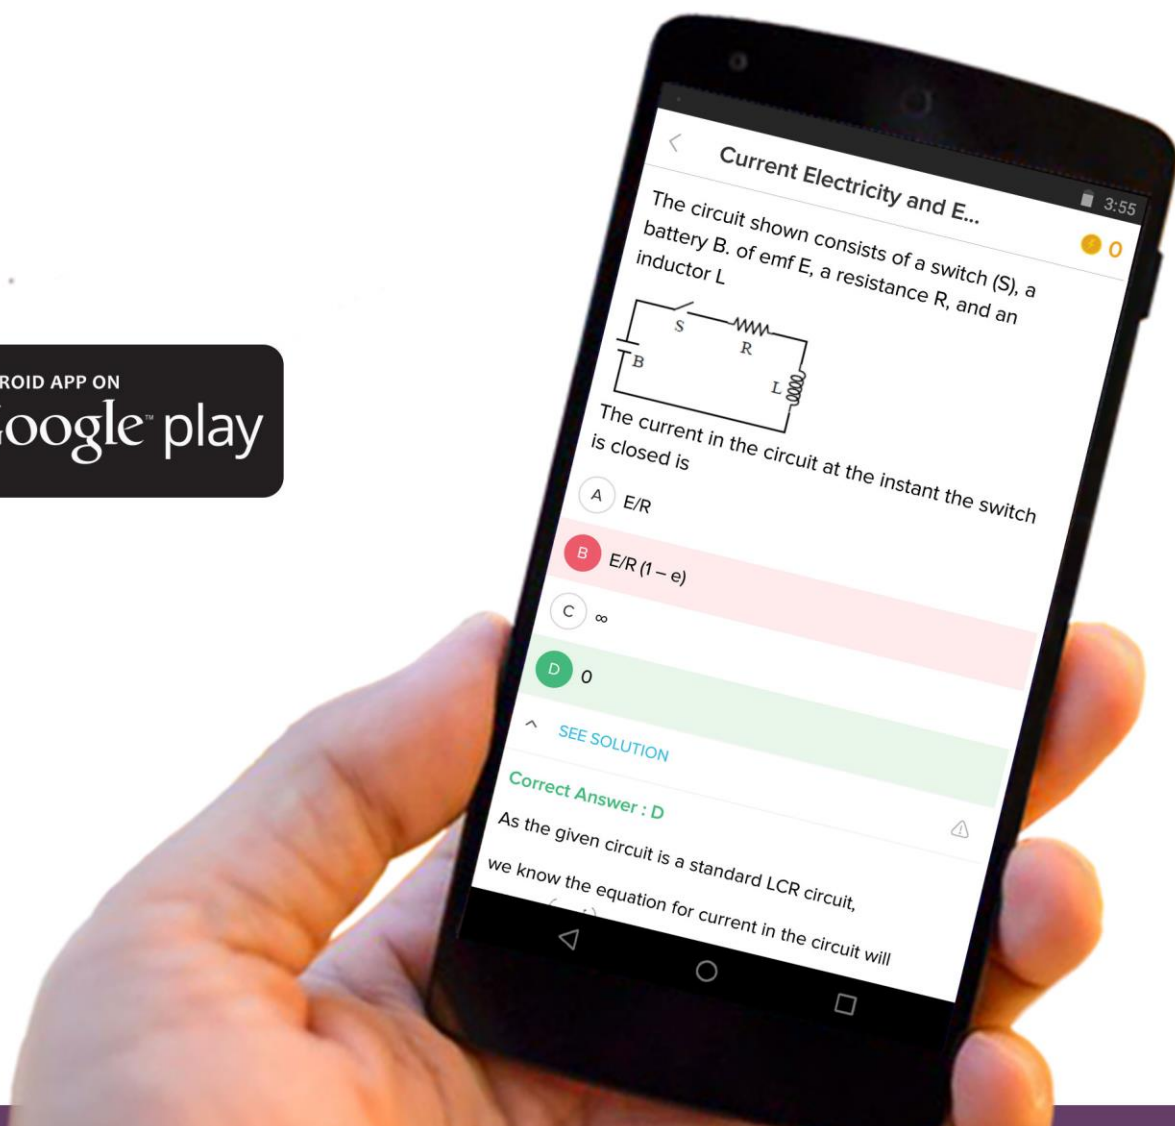 ROID APP ON
oogle™ play
3:55
Current Electricity and E...
0
The circuit shown consists of a switch (S), a
battery B. of emf E, a resistance R, and an
inductor L
S
R
B
L
The current in the circuit at the instant the switch
is closed is
A E/R
B E/R (1 – e)
C ∞
D 0
SEE SOLUTION
Correct Answer : D
As the given circuit is a standard LCR circuit,
we know the equation for current in the circuit will